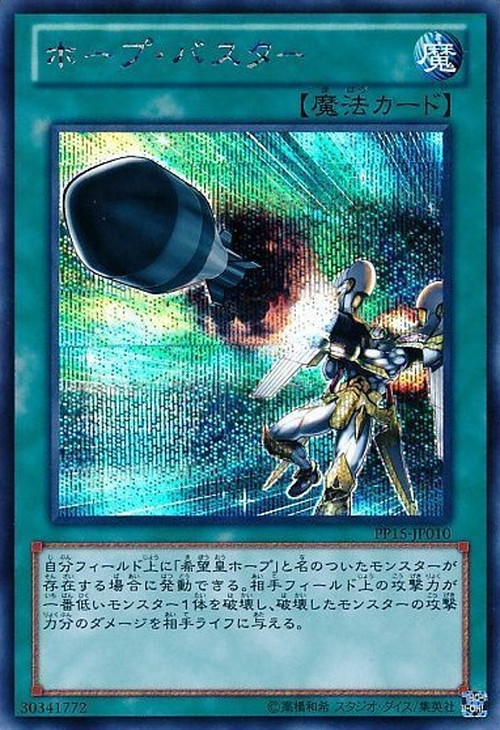 ホープ・バスター
魔
【魔法カード】
PP15-JP010
自分フィールド上に「希望皇ホープ」と名のついたモンスターが
存在する場合に発動できる。相手フィールド上の攻撃力が
一番低いモンスター1体を破壊し、破壊したモンスターの攻撃
力分のダメージを相手ライフに与える。
30341772
©高橋和希 スタジオ・ダイス/集英社